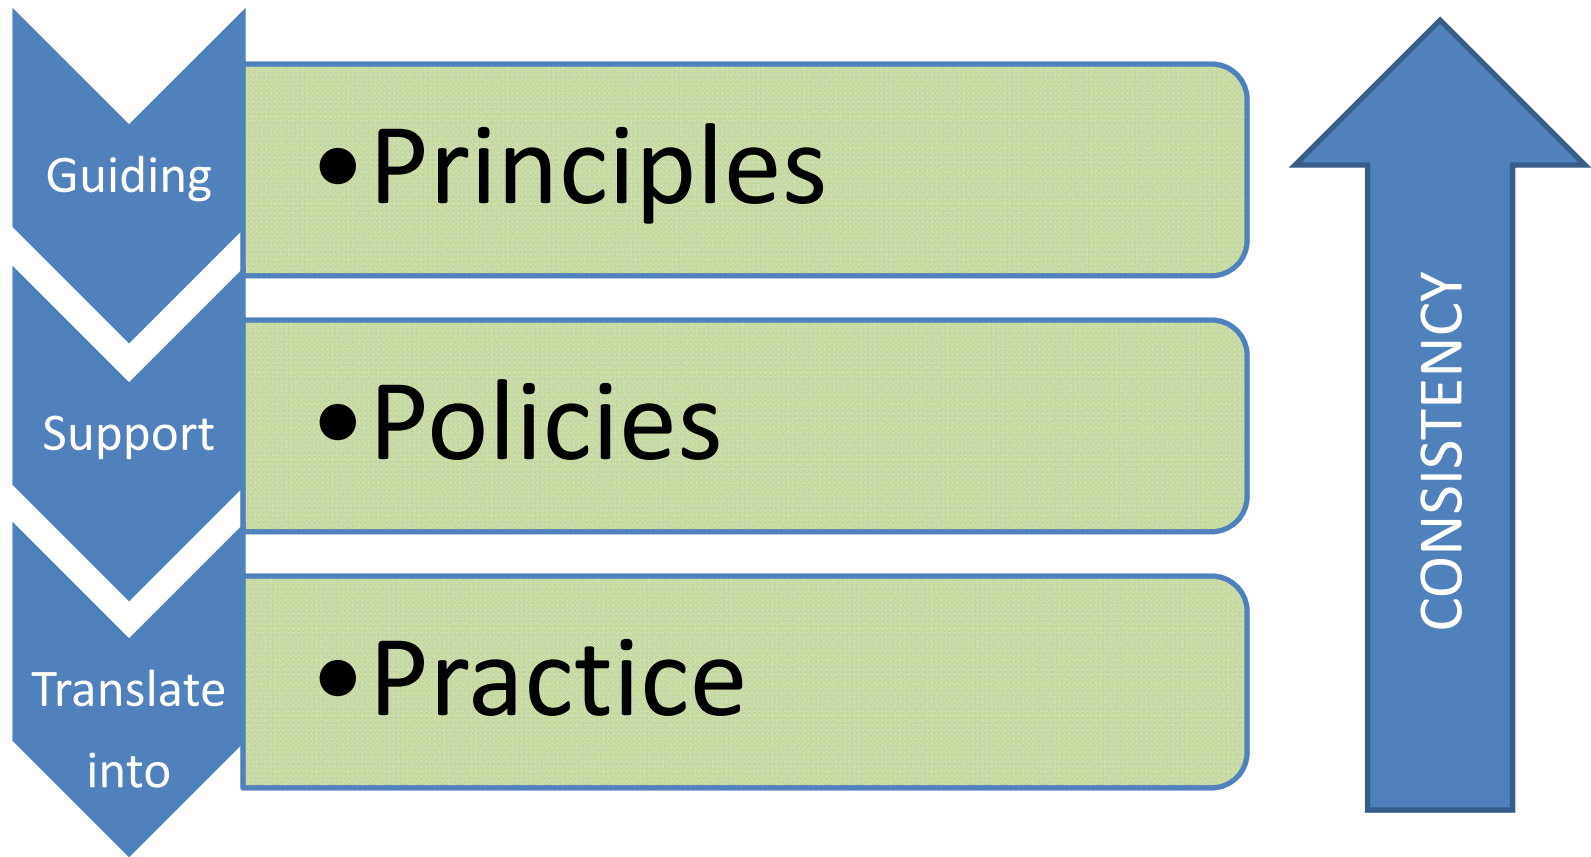 Guiding
•Principles
Support
•Policies
Translate
into
•Practice
CONSISTENCY